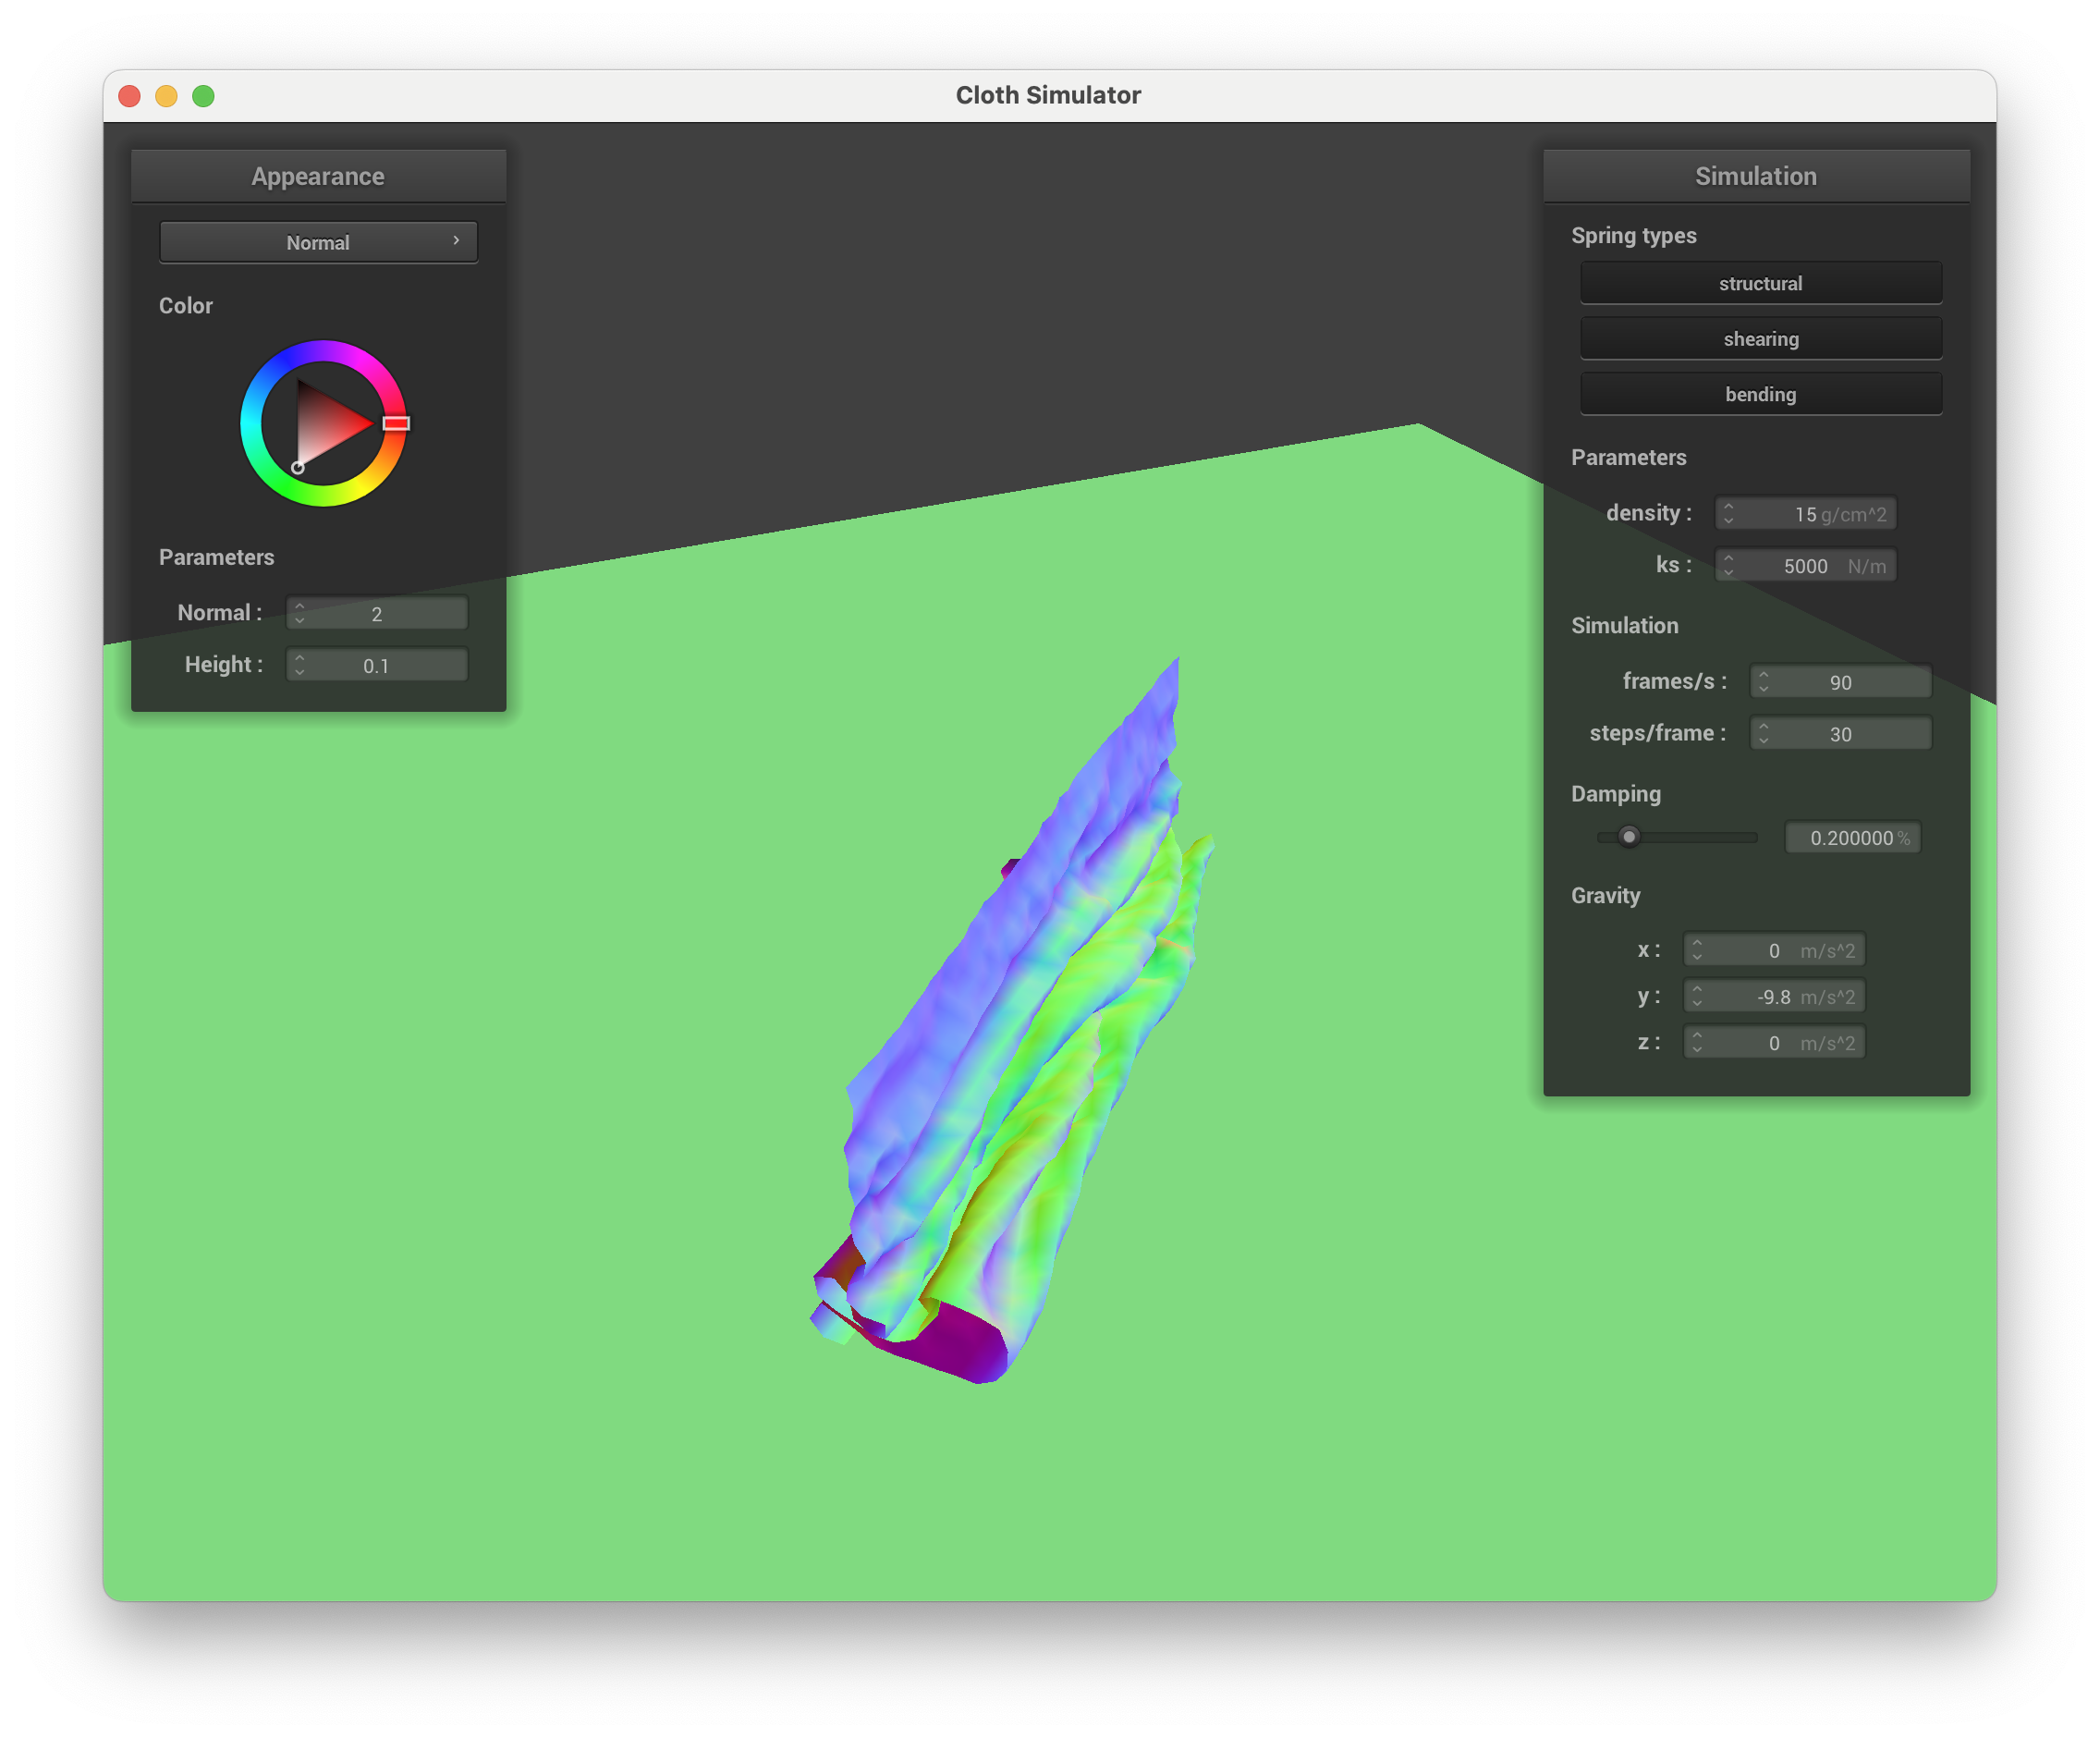 Cloth Simulator
Appearance
Normal
Color
Parameters
Normal : 2
Height : 0.1
Simulation
Spring types
structural
shearing
bending
Parameters
density : 15 g/cm^2
ks : 5000 N/m
Simulation
frames/s : 90
steps/frame : 30
Damping
0.200000 %
Gravity
x : 0 m/s^2
y : -9.8 m/s^2
z : 0 m/s^2